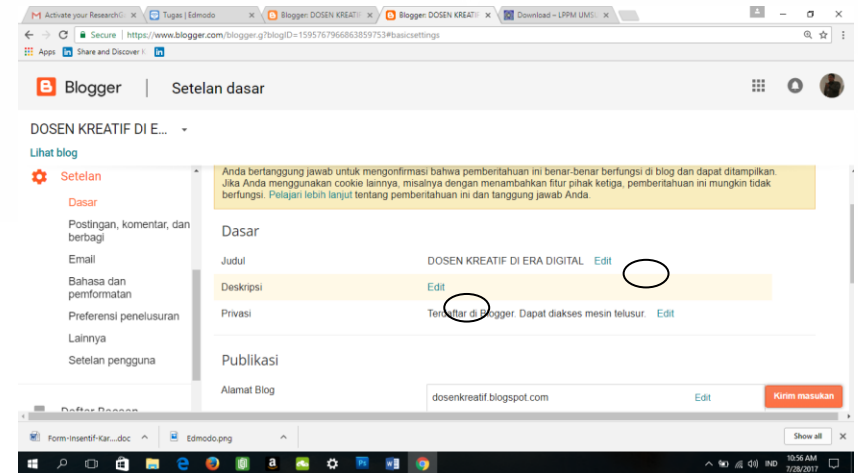 Activate your ResearchG
Tugas | Edmodo
Blogger: DOSEN KREATIF
Blogger: DOSEN KREATIF
Download – LPPM UMS
Secure | https://www.blogger.com/blogger.g?blogID=1595767966863859753#basicsettings
Apps
Share and Discover K
Blogger | Setelan dasar
DOSEN KREATIF DI E...
Lihat blog
Anda bertanggung jawab untuk mengonfirmasi bahwa pemberitahuan ini benar-benar berfungsi di blog dan dapat ditampilkan.
Jika Anda menggunakan cookie lainnya, misalnya dengan menambahkan fitur pihak ketiga, pemberitahuan ini mungkin tidak
berfungsi. Pelajari lebih lanjut tentang pemberitahuan ini dan tanggung jawab Anda.
Setelan
Dasar
Postingan, komentar, dan
berbagi
Email
Bahasa dan
pemformatan
Preferensi penelusuran
Lainnya
Setelan pengguna
Dasar
Judul DOSEN KREATIF DI ERA DIGITAL Edit
Deskripsi Edit
Privasi Terdaftar di Blogger. Dapat diakses mesin telusur. Edit
Publikasi
Alamat Blog
dosenkreatif.blogspot.com Edit
Kirim masukan
Form-Insentif-Kar....doc
Edmodo.png
Show all
IND
10:56 AM
7/28/2017